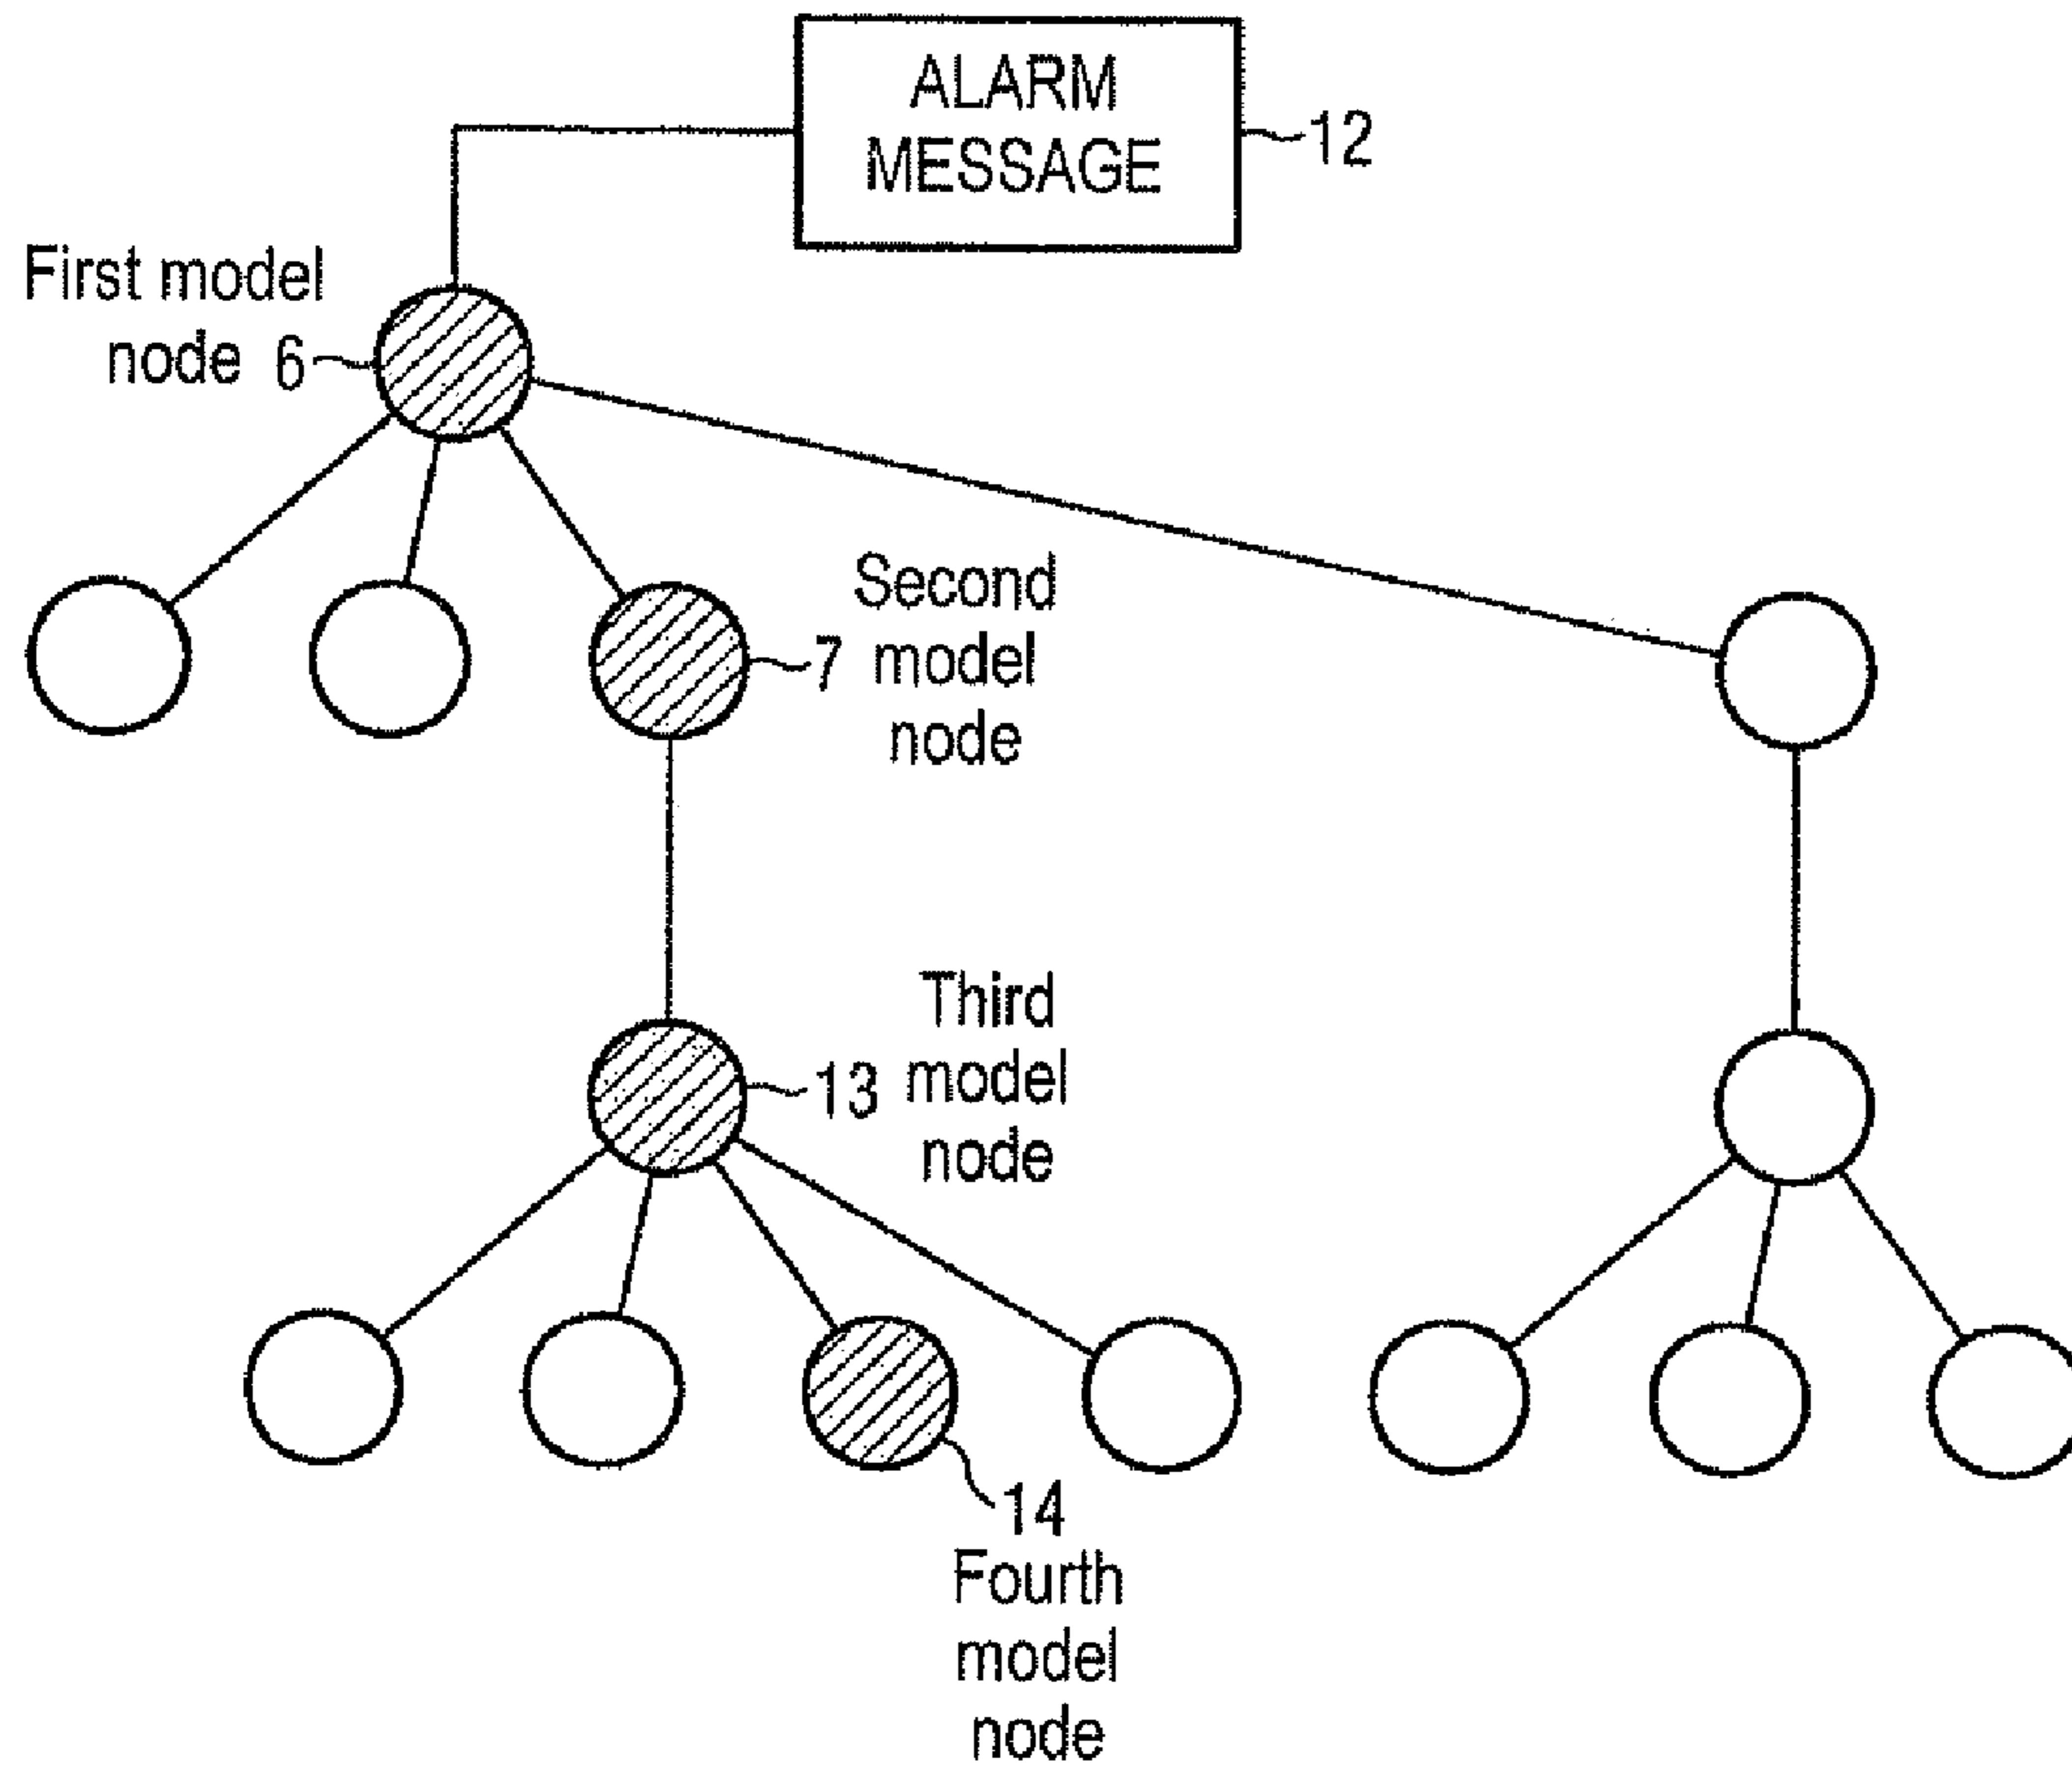 ALARM
MESSAGE
12
First model
node 6
Second
7 model
node
Third
13 model
node
14
Fourth
model
node